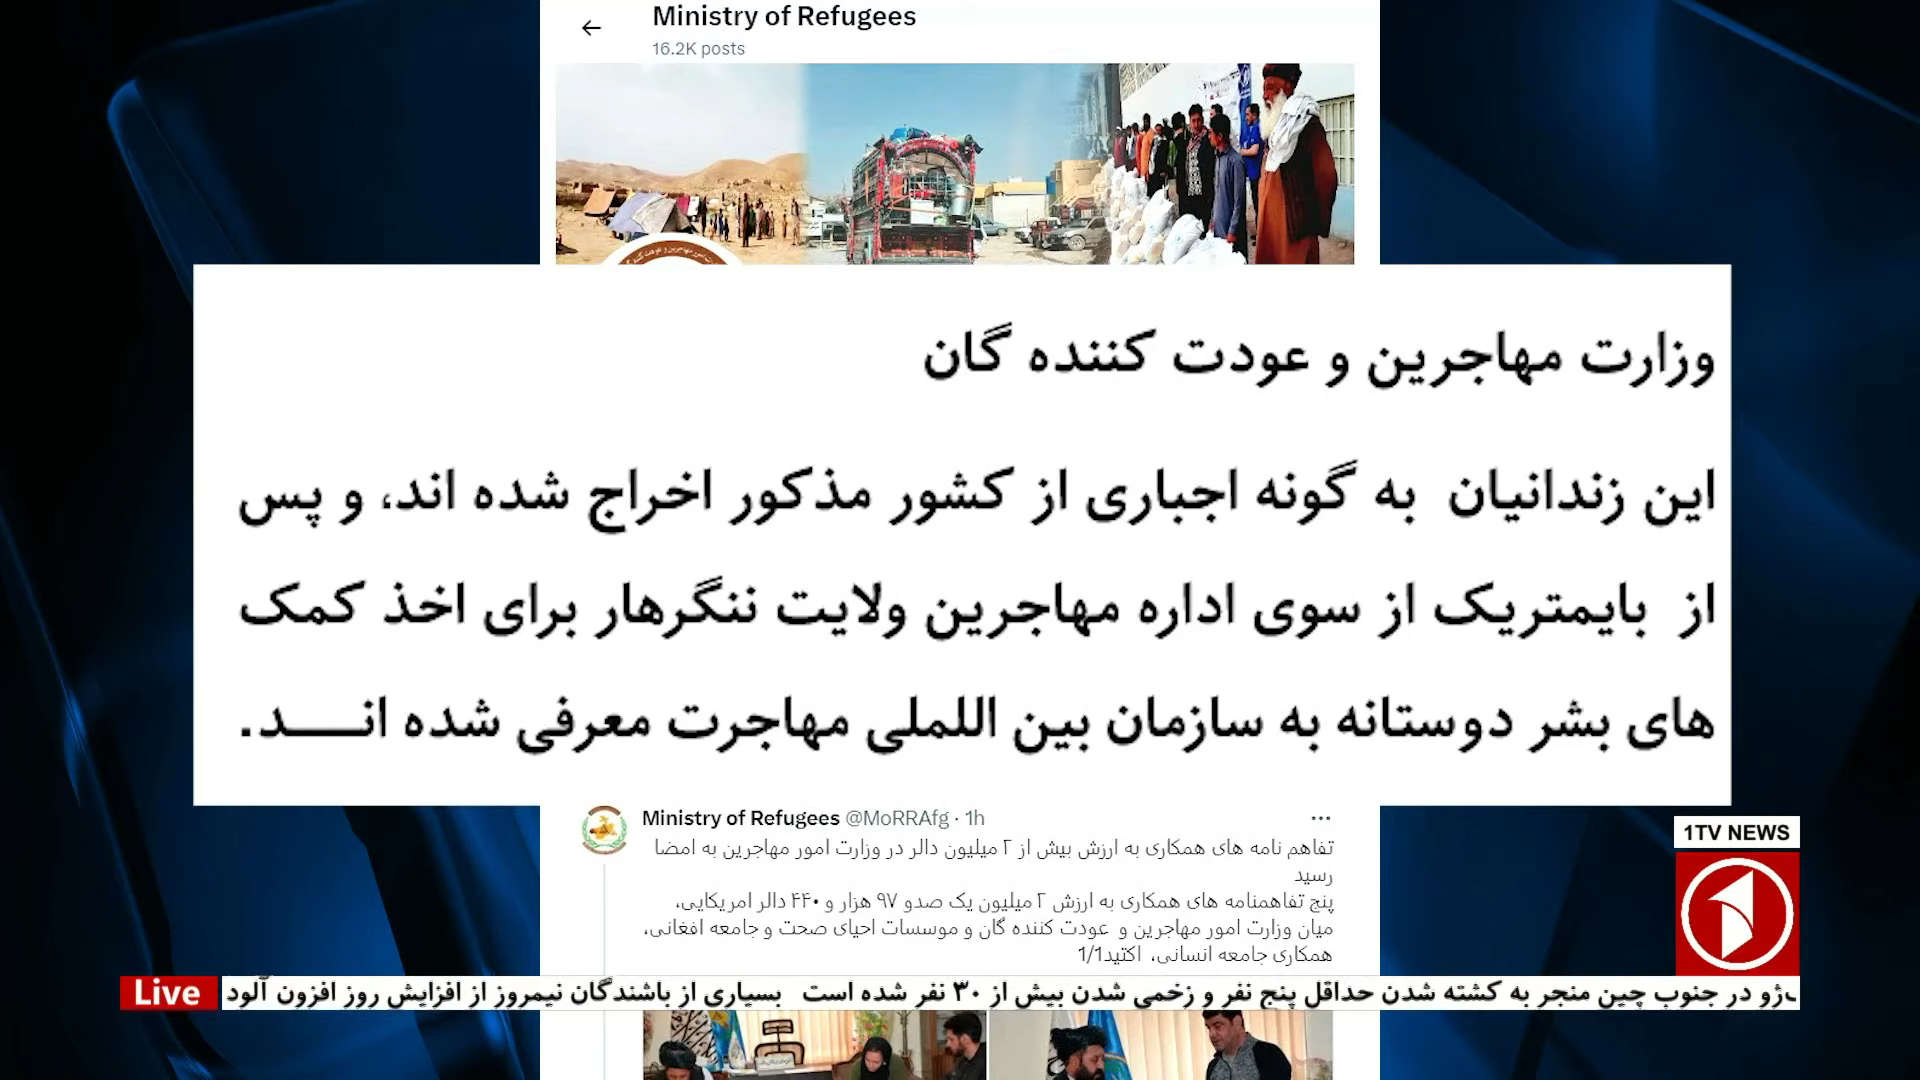 Ministry of Refugees
16.2K posts
وزارت مهاجرین و عودت کننده گان
این زندانیان به گونه اجباری از کشور مذکور اخراج شده اند، و پس
از بایمتریک از سوی اداره مهاجرین ولایت ننگرهار برای اخذ کمک
های بشر دوستانه به سازمان بین اللملی مهاجرت معرفی شده انــــد.
Ministry of Refugees @MoRRAfg · 1h
تفاهم نامه های همکاری به ارزش بیش از ۲ میلیون دالر در وزارت امور مهاجرین به امضا
رسید
پنج تفاهمنامه های همکاری به ارزش ۲ میلیون یک صدو ۹۷ هزار و ۴۴۰ دالر امریکایی،
میان وزارت امور مهاجرین و عودت کننده گان و موسسات احیای صحت و جامعه افغانی،
همکاری جامعه انسانی، اکتید1/1
1TV NEWS
Live
در جنوب چین منجر به کشته شدن حداقل پنج نفر و زخمی شدن بیش از ۳۰ نفر شده است بسیاری از باشندگان نیمروز از افزایش روز افزون آلود